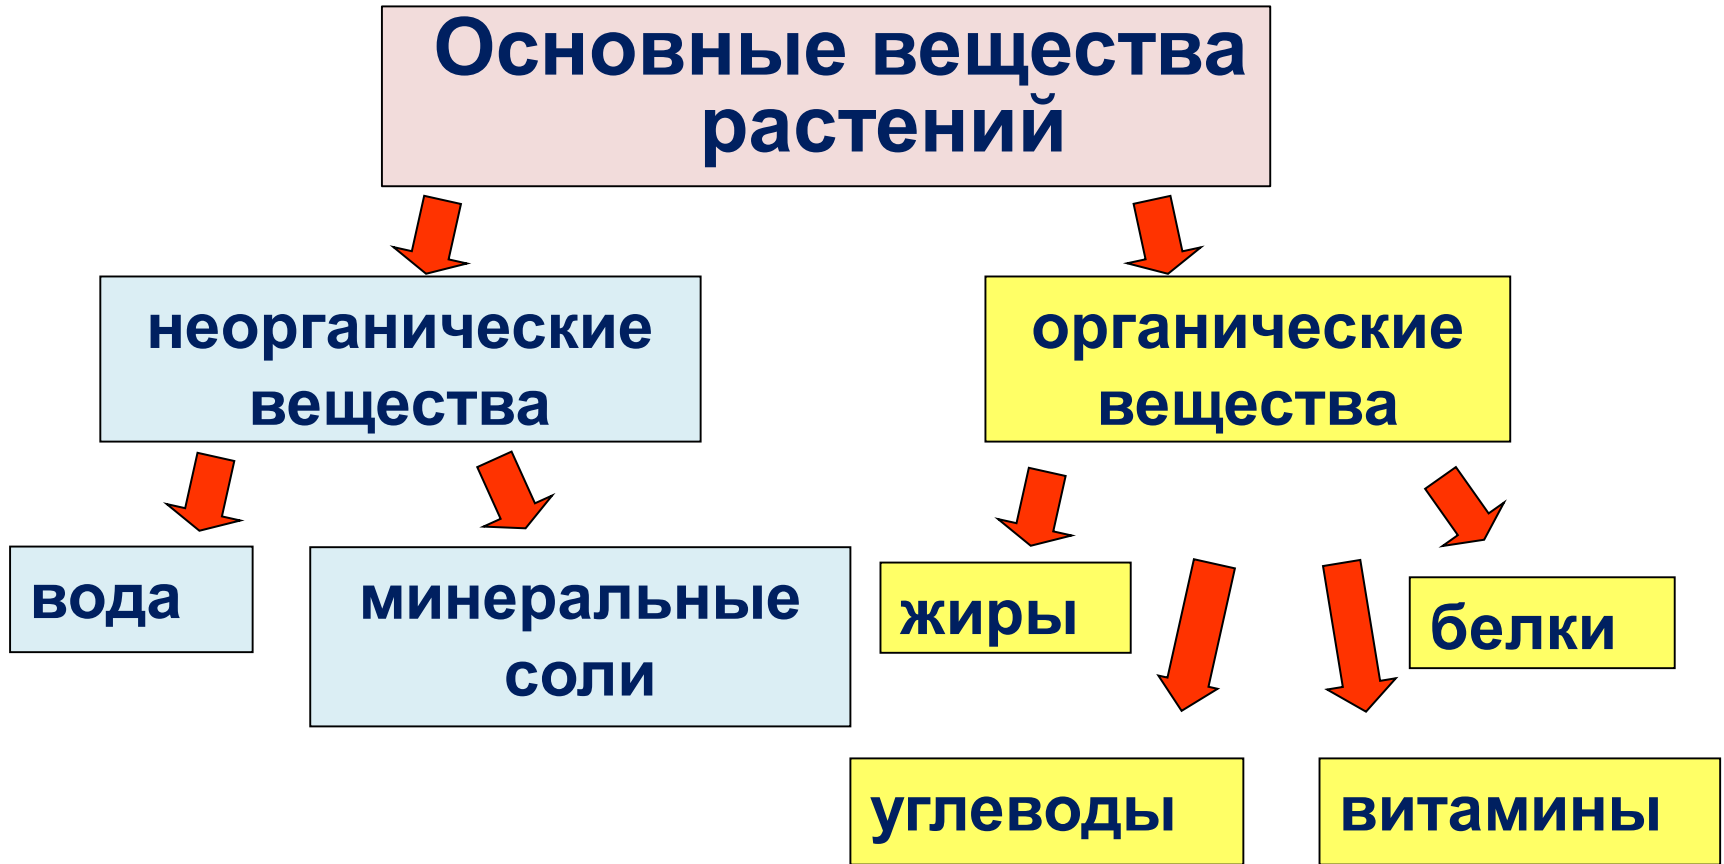 Основные вещества
растений
неорганические
вещества
органические
вещества
вода
минеральные
соли
жиры
белки
углеводы
витамины